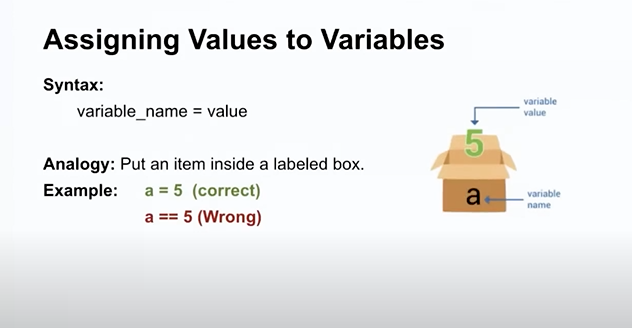 Assigning Values to Variables
Syntax:
variable_name = value
Analogy: Put an item inside a labeled box.
Example: a = 5 (correct)
a == 5 (Wrong)
variable
value
5
a
variable
name